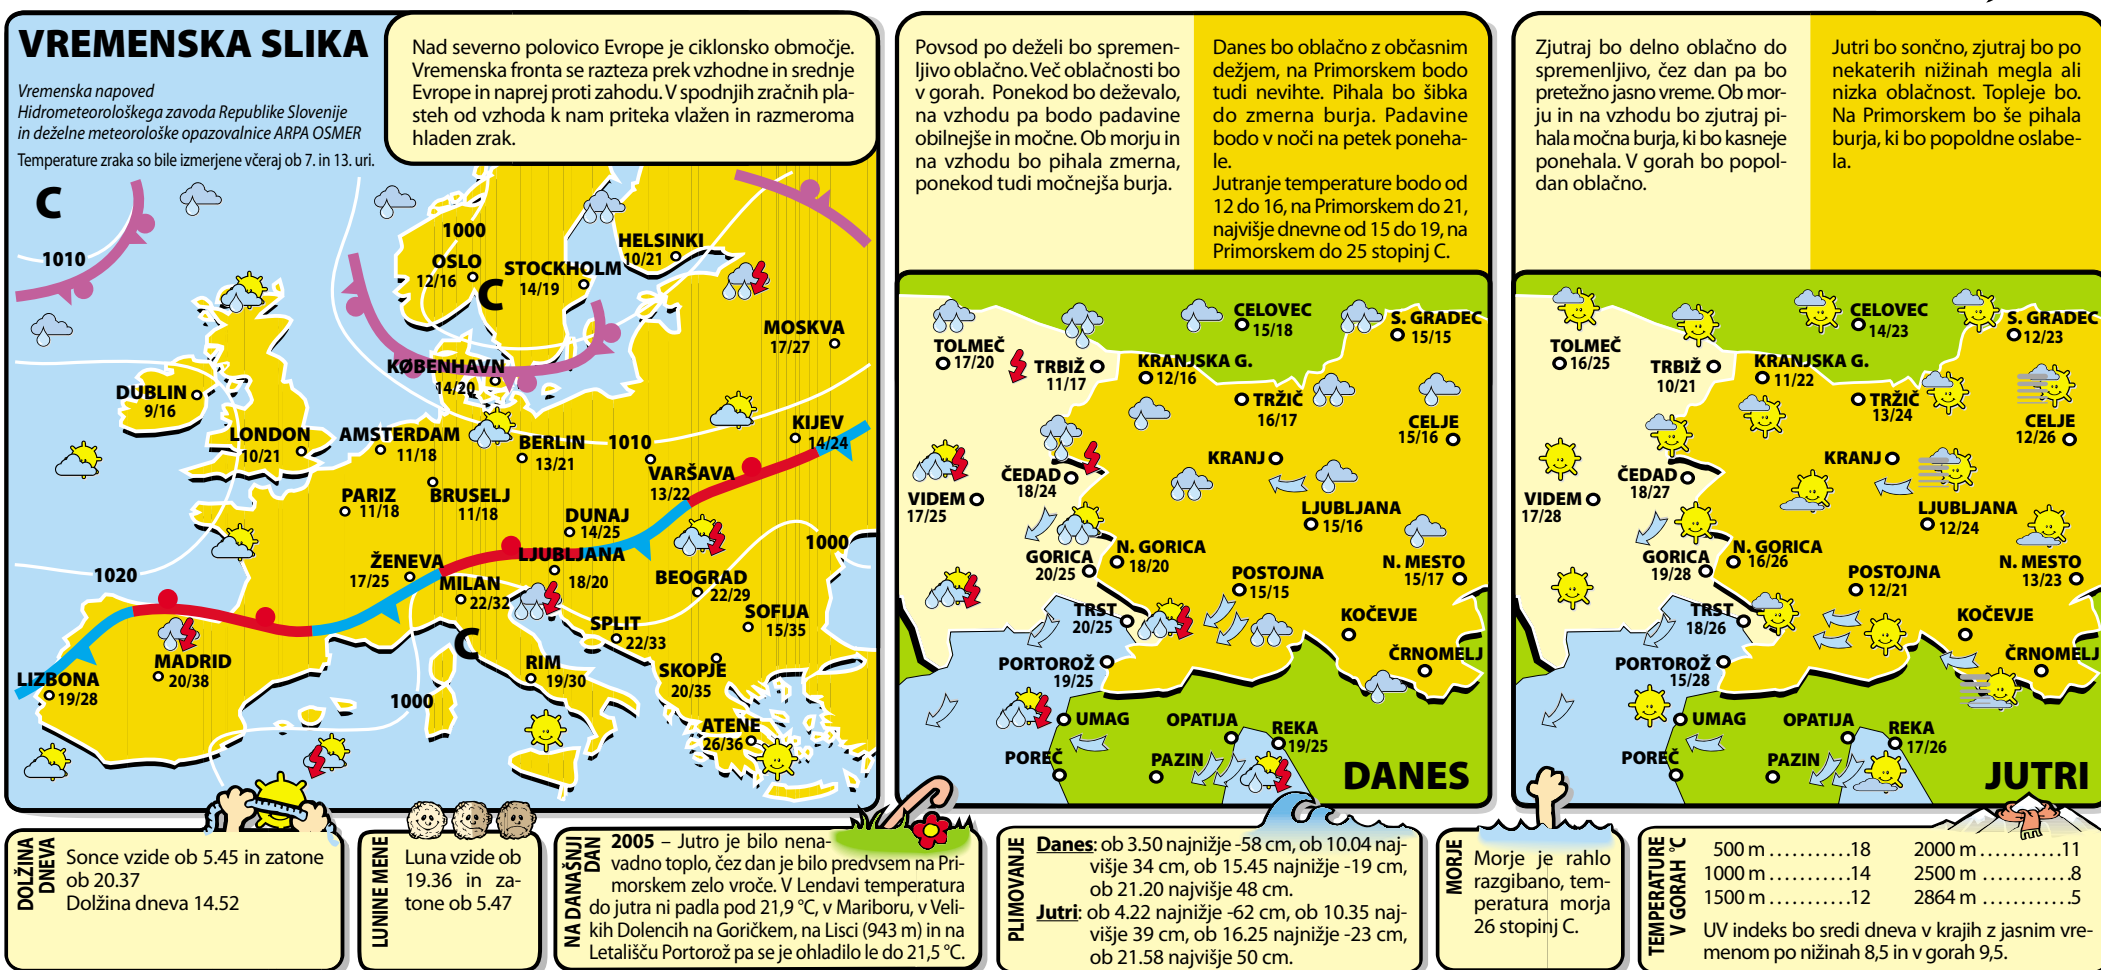 VREMENSKA SLIKA
Vremenska napoved
Hidrometeorološkega zavoda Republike Slovenije
in deželne meteorološke opazovalnice ARPA OSMER
Temperature zraka so bile izmerjene včeraj ob 7. in 13. uri.
Nad severno polovico Evrope je ciklonsko območje.
Vremenska fronta se razteza prek vzhodne in srednje
Evrope in naprej proti zahodu. V spodnjih zračnih pla-
steh od vzhoda k nam priteka vlažen in razmeroma
hladen zrak.
C
1010
1000
OSLO
12/16
C
STOCKHOLM
14/19
HELSINKI
10/21
MOSKVA
17/27
KØBENHAVN
14/20
DUBLIN
9/16
LONDON
10/21
AMSTERDAM
11/18
BERLIN
13/21
1010
KIJEV
14/24
VARŠAVA
13/22
PARIZ
11/18
BRUSELJ
11/18
DUNAJ
14/25
1000
1020
ŽENEVA
17/25
LJUBLJANA
18/20
MILAN
22/32
BEOGRAD
22/29
SOFIJA
15/35
SPLIT
22/33
C
MADRID
20/38
LIZBONA
19/28
RIM
19/30
SKOPJE
20/35
1000
ATENE
26/36
Povsod po deželi bo spremen-
ljivo oblačno. Več oblačnosti bo
v gorah. Ponekod bo deževalo,
na vzhodu pa bodo padavine
obilnejše in močne. Ob morju in
na vzhodu bo pihala zmerna,
ponekod tudi močnejša burja.
Danes bo oblačno z občasnim
dežjem, na Primorskem bodo
tudi nevihte. Pihala bo šibka
do zmerna burja. Padavine
bodo v noči na petek poneha-
le.
Jutranje temperature bodo od
12 do 16, na Primorskem do 21,
najvišje dnevne od 15 do 19, na
Primorskem do 25 stopinj C.
CELOVEC
15/18
S. GRADEC
15/15
TOLMEČ
17/20
TRBIŽ
11/17
KRANJSKA G.
12/16
TRŽIČ
16/17
CELJE
15/16
KRANJ
ČEDAD
18/24
VIDEM
17/25
LJUBLJANA
15/16
GORICA
20/25
N. GORICA
18/20
POSTOJNA
15/15
N. MESTO
15/17
TRST
20/25
KOČEVJE
PORTOROŽ
19/25
ČRNOMELJ
UMAG
OPATIJA
REKA
19/25
POREČ
PAZIN
DANES
Zjutraj bo delno oblačno do
spremenljivo, čez dan pa bo
pretežno jasno vreme. Ob mor-
ju in na vzhodu bo zjutraj pi-
hala močna burja, ki bo kasneje
ponehala. V gorah bo popol-
dan oblačno.
Jutri bo sončno, zjutraj bo po
nekaterih nižinah megla ali
nizka oblačnost. Topleje bo.
Na Primorskem bo še pihala
burja, ki bo popoldne oslabe-
la.
CELOVEC
14/23
S. GRADEC
12/23
TOLMEČ
16/25
TRBIŽ
10/21
KRANJSKA G.
11/22
TRŽIČ
13/24
CELJE
12/26
KRANJ
ČEDAD
18/27
VIDEM
17/28
LJUBLJANA
12/24
GORICA
19/28
N. GORICA
16/26
POSTOJNA
12/21
N. MESTO
13/23
TRST
18/26
KOČEVJE
PORTOROŽ
15/28
ČRNOMELJ
UMAG
OPATIJA
REKA
17/26
POREČ
PAZIN
JUTRI
DOLŽINA
DNEVA
Sonce vzide ob 5.45 in zatone
ob 20.37
Dolžina dneva 14.52
LUNINE MENE
Luna vzide ob
19.36 in za-
tone ob 5.47
NA DANAŠNJI
DAN
2005 – Jutro je bilo nena-
vadno toplo, čez dan je bilo predvsem na Pri-
morskem zelo vroče. V Lendavi temperatura
do jutra ni padla pod 21,9 °C, v Mariboru, v Veli-
kih Dolencih na Goričkem, na Lisci (943 m) in na
Letališču Portorož pa se je ohladilo le do 21,5 °C.
PLIMOVANJE
Danes: ob 3.50 najnižje -58 cm, ob 10.04 naj-
višje 34 cm, ob 15.45 najnižje -19 cm,
ob 21.20 najvišje 48 cm.
Jutri: ob 4.22 najnižje -62 cm, ob 10.35 naj-
višje 39 cm, ob 16.25 najnižje -23 cm,
ob 21.58 najvišje 50 cm.
MORJE
Morje je rahlo
razgibano, tem-
peratura morja
26 stopinj C.
TEMPERATURE
V GORAH °C
500 m ...........18
1000 m ...........14
1500 m ...........12
2000 m ...........11
2500 m ............8
2864 m ............5
UV indeks bo sredi dneva v krajih z jasnim vre-
menom po nižinah 8,5 in v gorah 9,5.